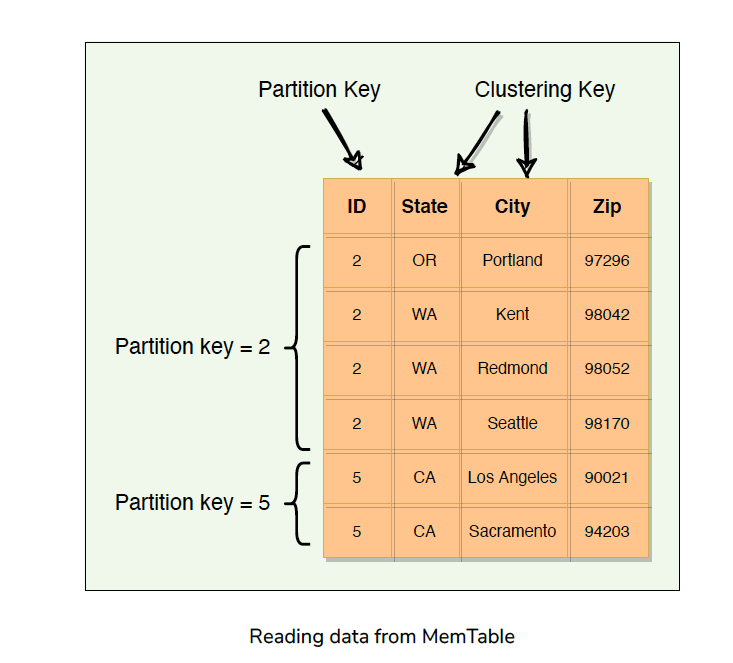 Partition Key Clustering Key
ID State City Zip
2 OR Portland 97296
2 WA Kent 98042
Partition key = 2
2 WA Redmond 98052
2 WA Seattle 98170
5 CA Los Angeles 90021
Partition key = 5
5 CA Sacramento 94203
Reading data from MemTable